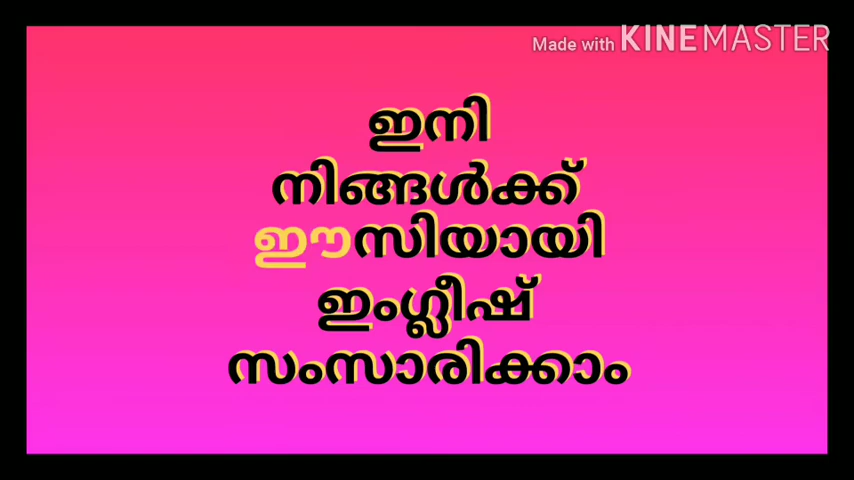 Made with KINEMASTER
ഇനി
നിങ്ങൾക്ക്
ഈസിയായി
ഇംഗ്ലീഷ്
സംസാരിക്കാം